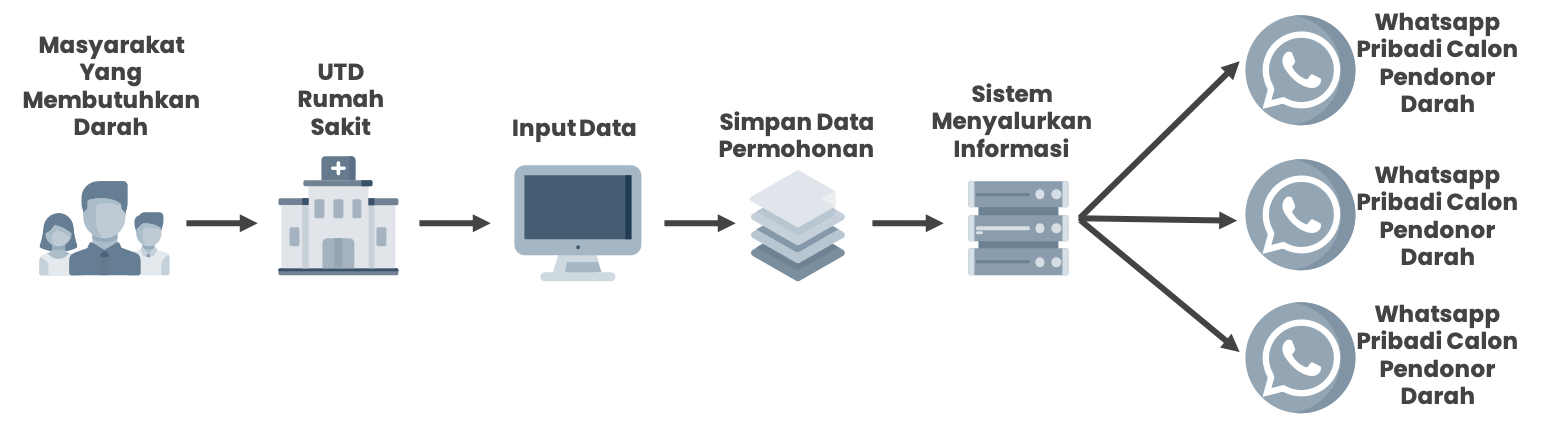 Masyarakat
Yang
Membutuhkan
Darah
UTD
Rumah
Sakit
Input Data
Simpan Data
Permohonan
Sistem
Menyalurkan
Informasi
Whatsapp
Pribadi Calon
Pendonor
Darah
Whatsapp
Pribadi Calon
Pendonor
Darah
Whatsapp
Pribadi Calon
Pendonor
Darah